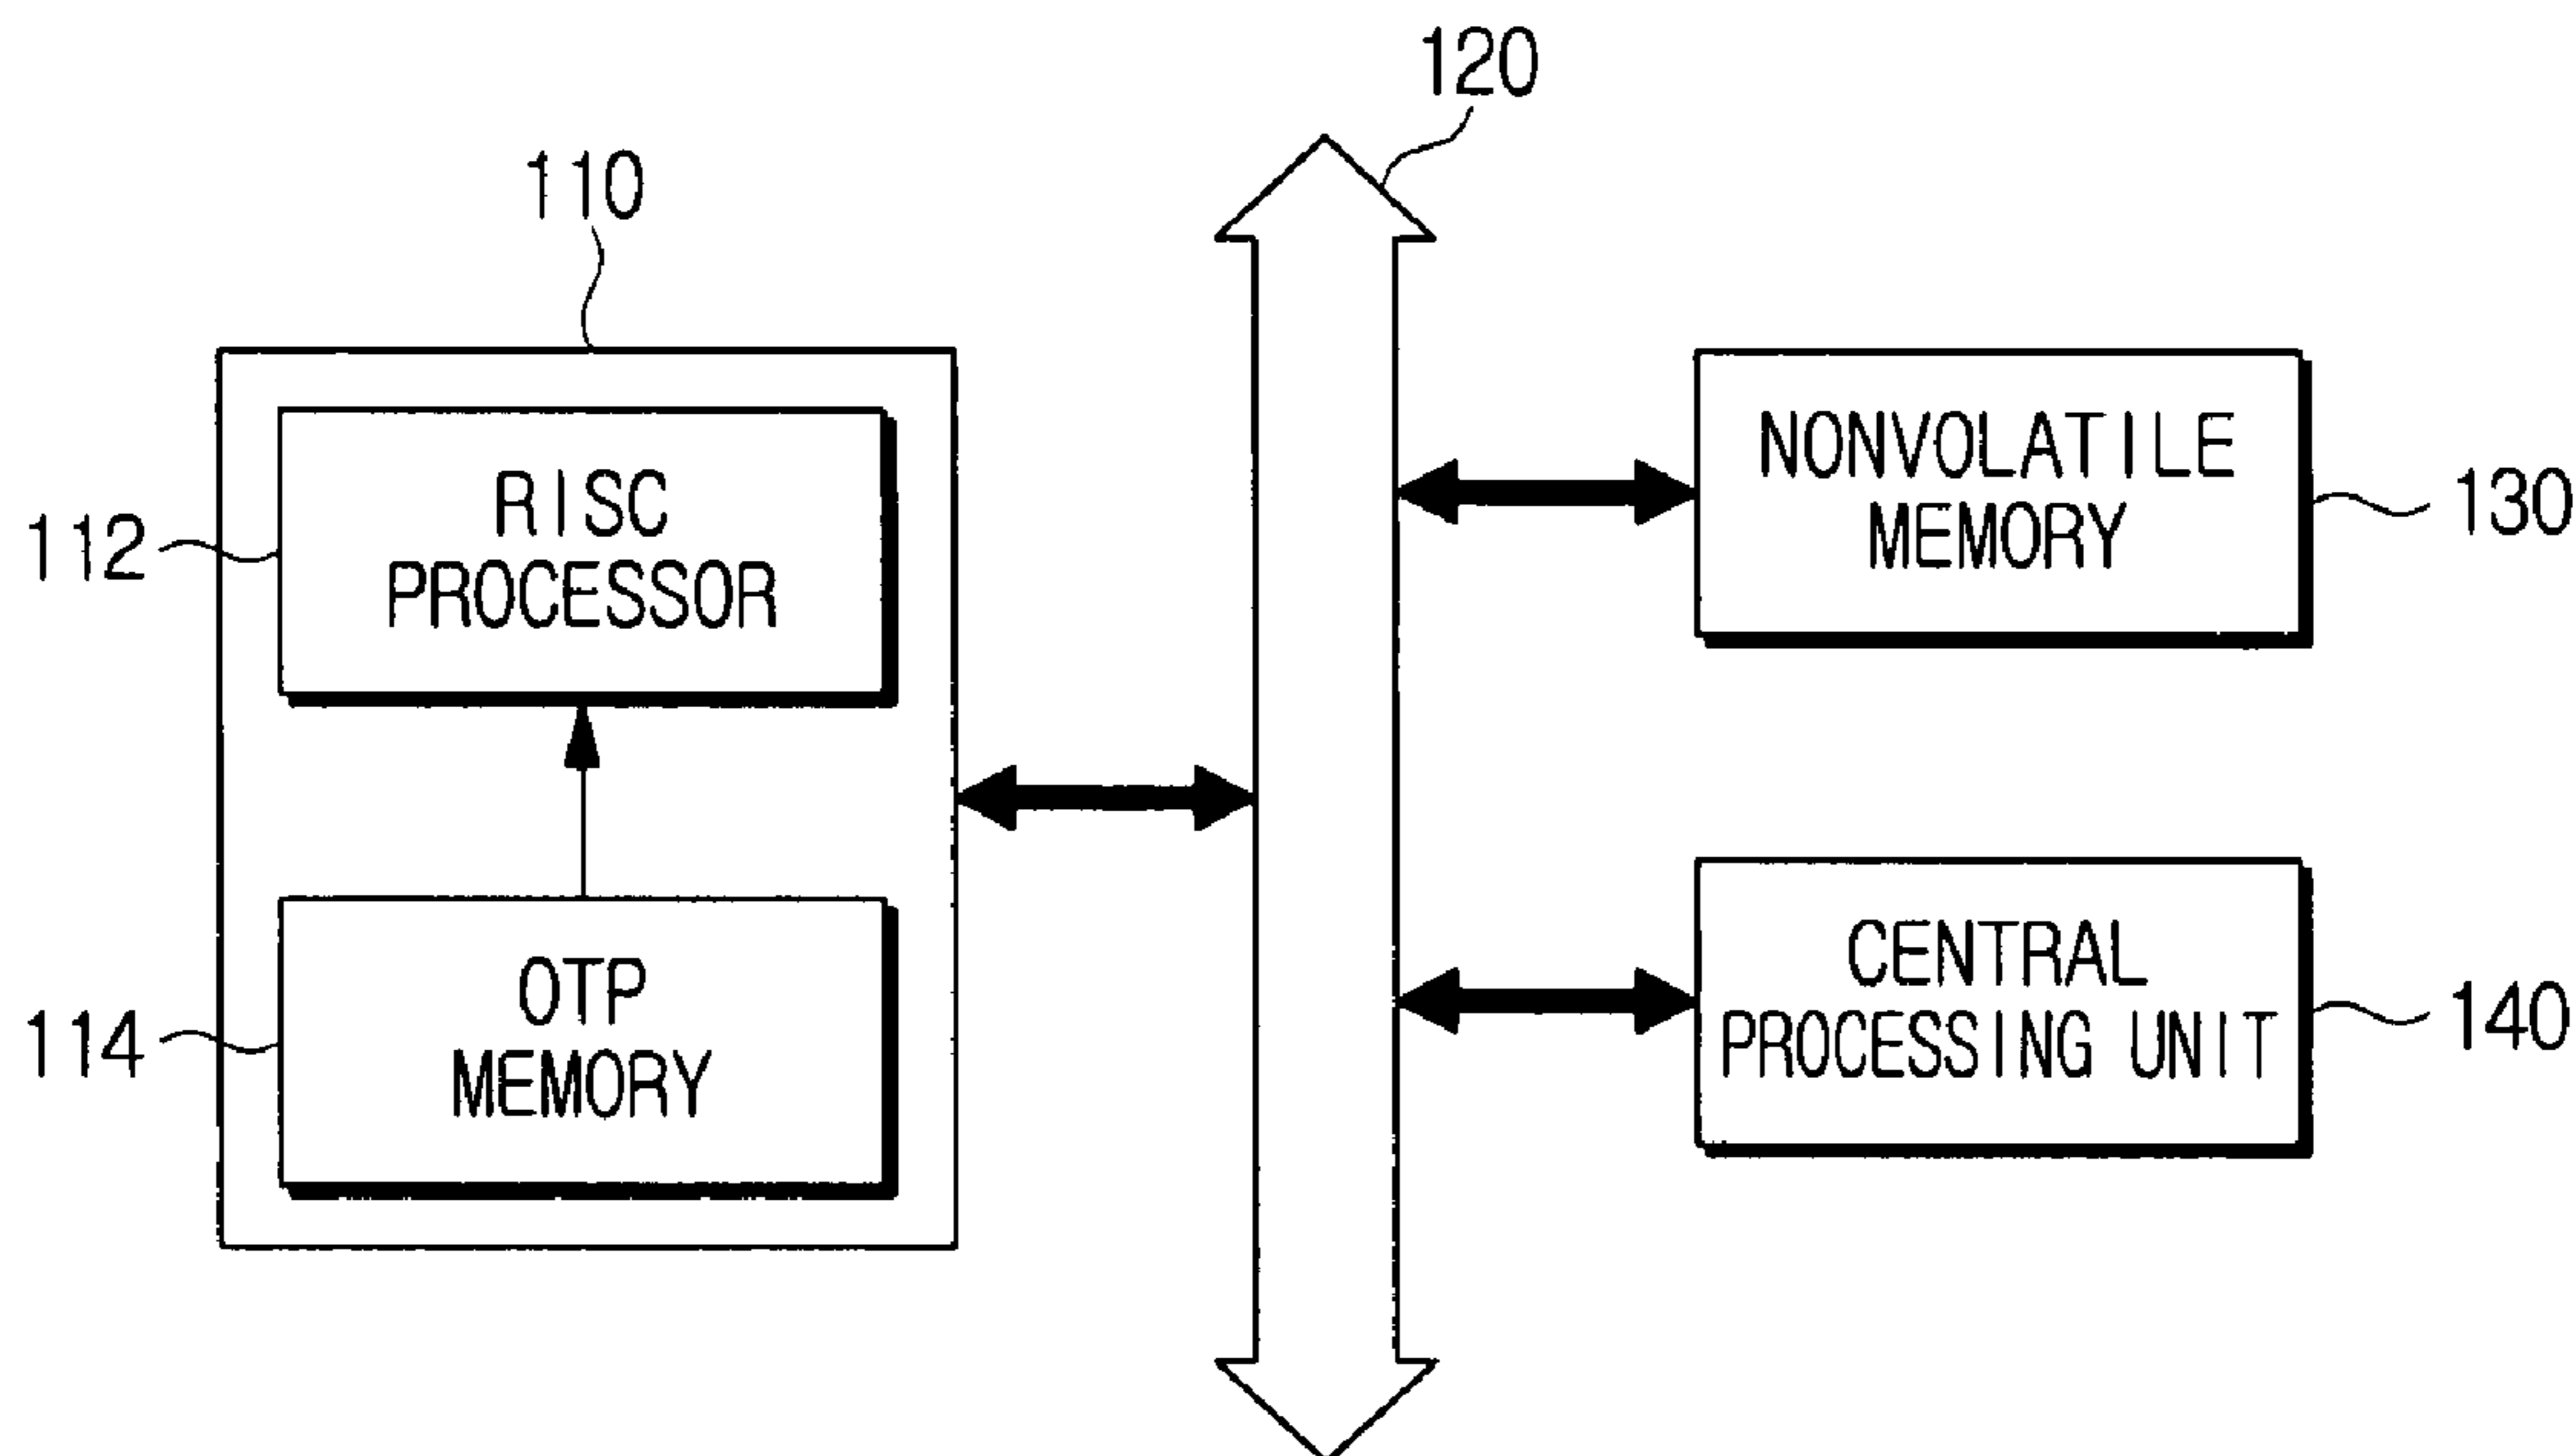 120
110
112
RISC
PROCESSOR
114
OTP
MEMORY
NONVOLATILE
MEMORY
130
CENTRAL
PROCESSING UNIT
140